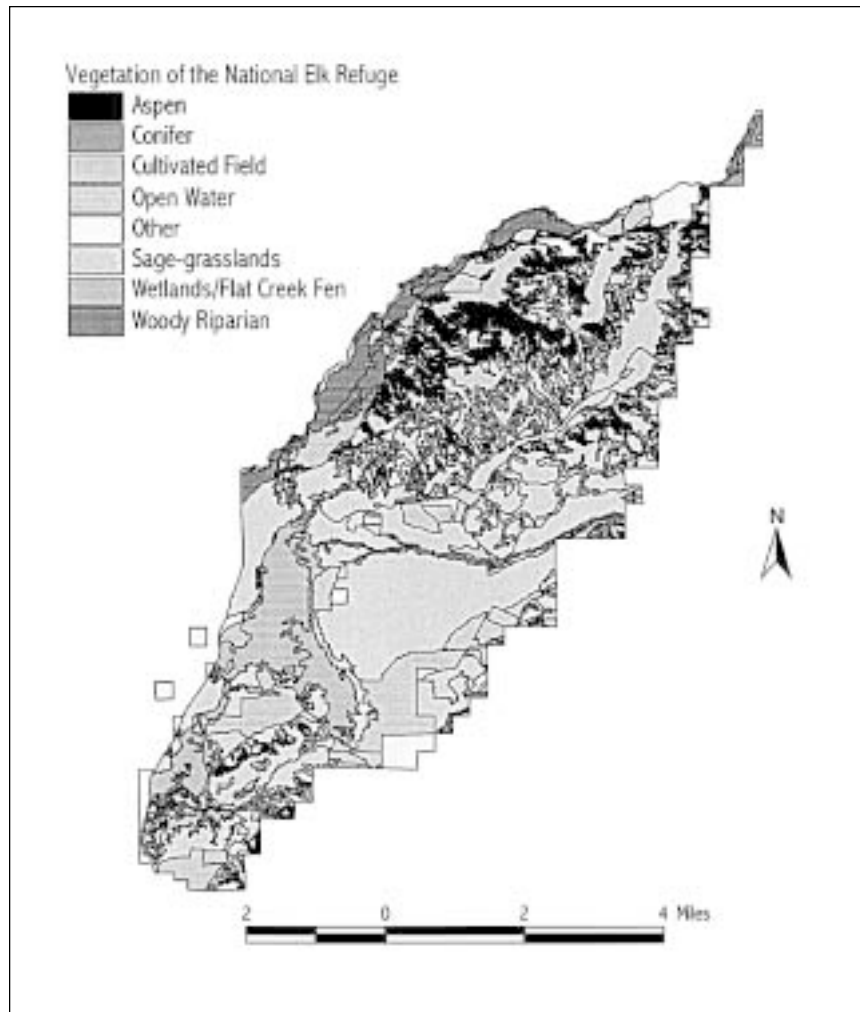 Vegetation of the National Elk Refuge
Aspen
Conifer
Cultivated Field
Open Water
Other
Sage-grasslands
Wetlands/Flat Creek Fen
Woody Riparian
N
2 0 2 4 Miles